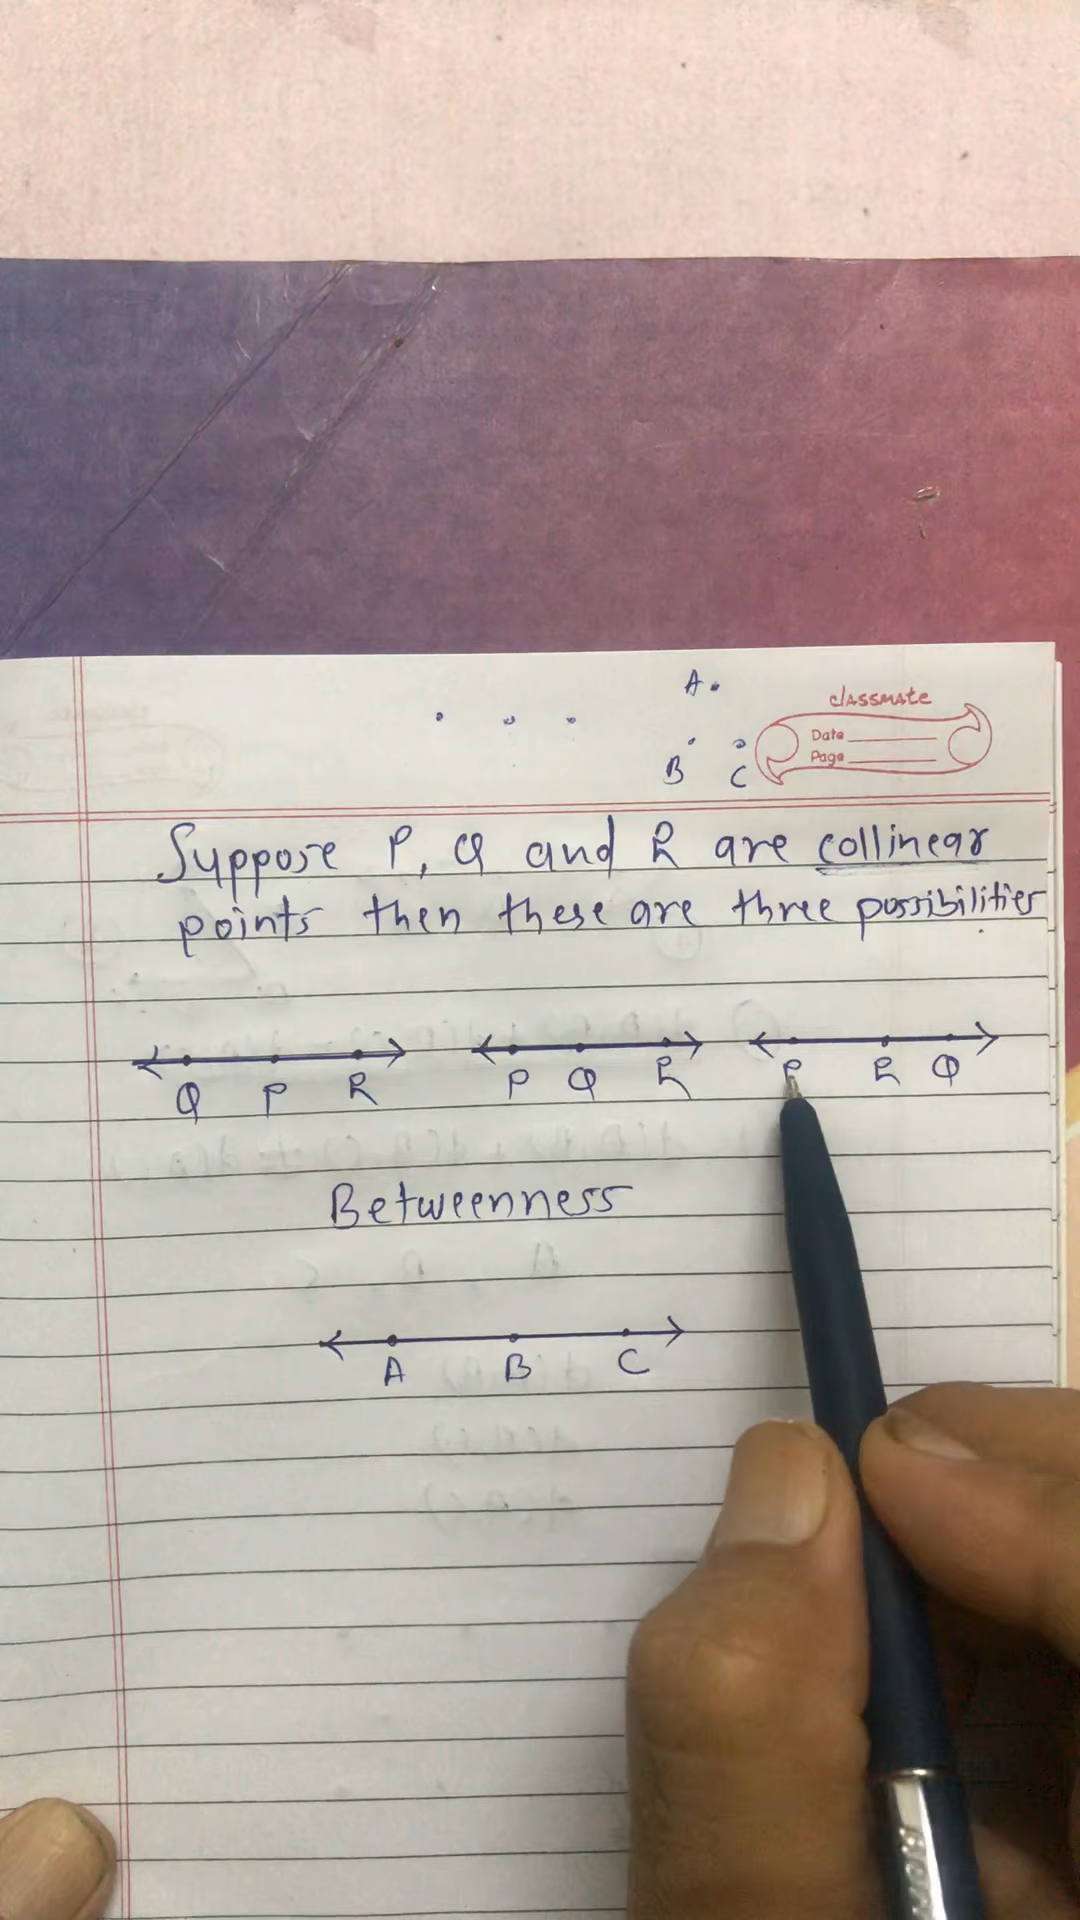 A
classmate
Date
Page
B C
Suppose P, Q and R are collinear
points then these are three possibilities
Q P R P Q R P R Q
Betweenness
A B C